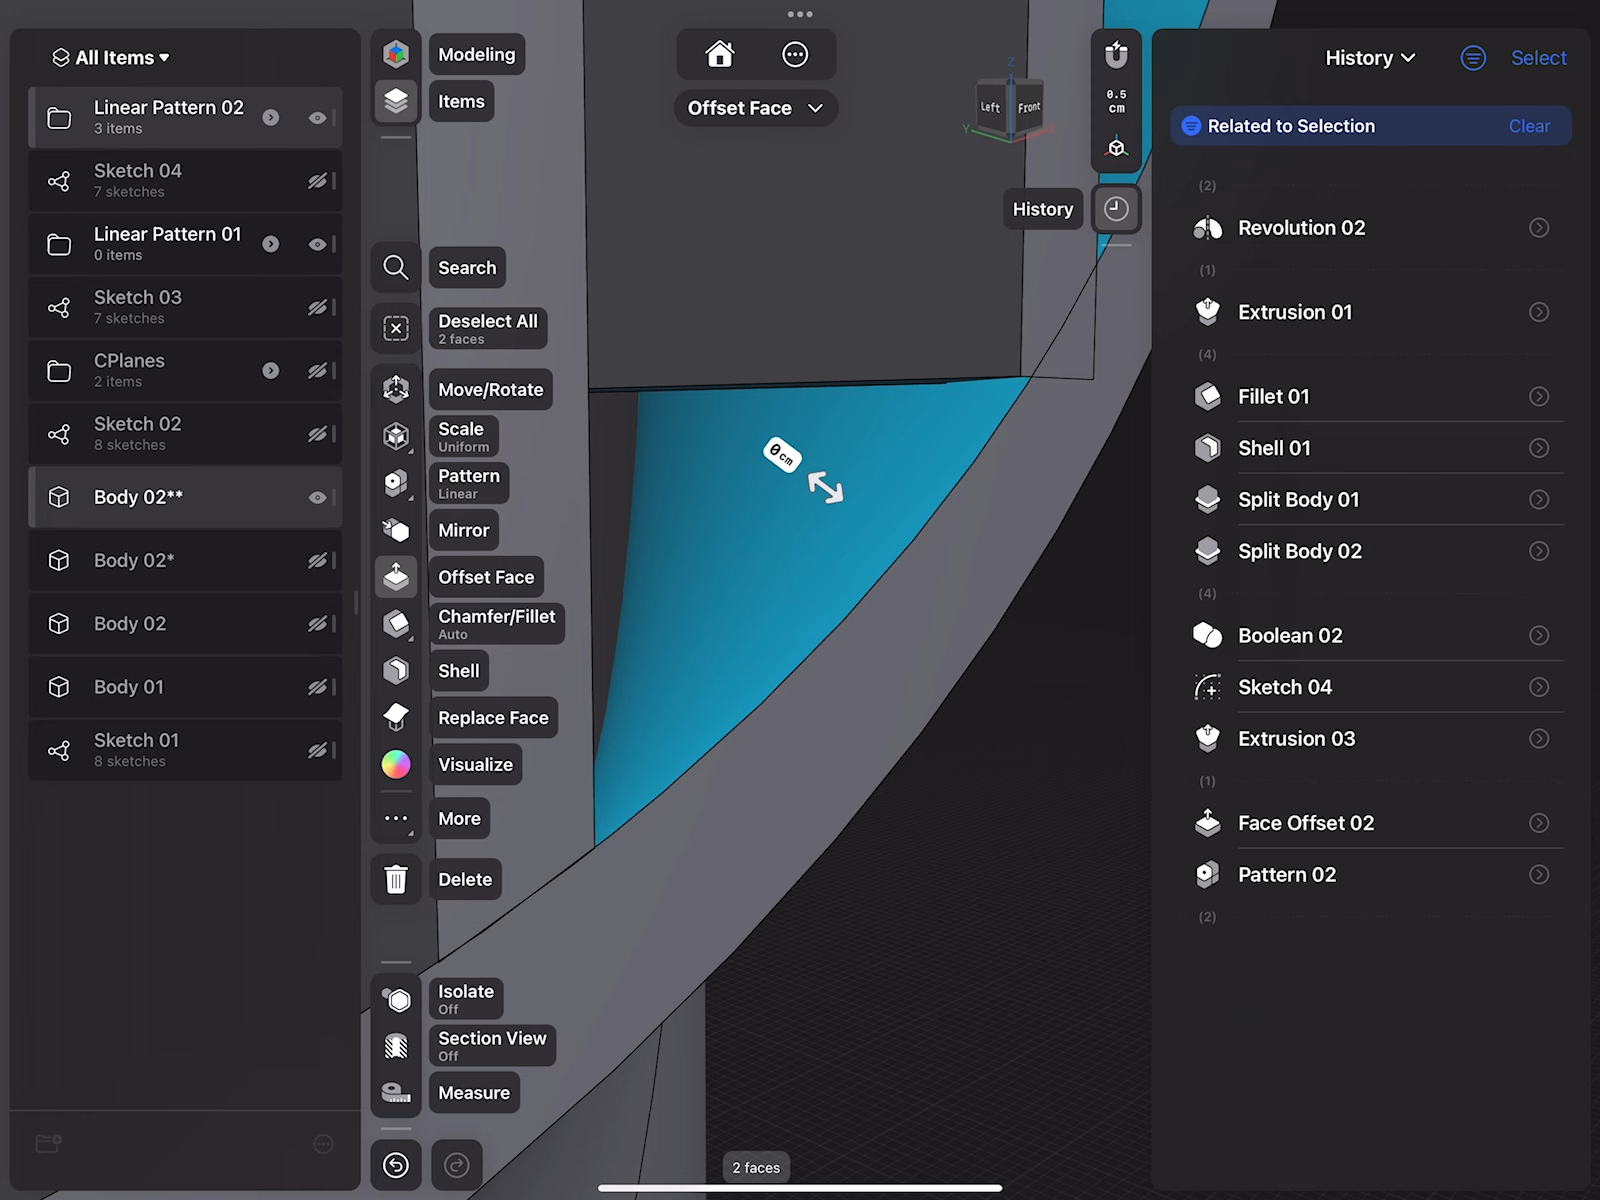 All Items
Linear Pattern 02
3 items
Sketch 04
7 sketches
Linear Pattern 01
0 items
Sketch 03
7 sketches
CPlanes
2 items
Sketch 02
8 sketches
Body 02**
Body 02*
Body 02
Body 01
Sketch 01
8 sketches
Modeling
Items
Search
Deselect All
2 faces
Move/Rotate
Scale
Uniform
Pattern
Linear
Mirror
Offset Face
Chamfer/Fillet
Auto
Shell
Replace Face
Visualize
More
Delete
Isolate
Off
Section View
Off
Measure
Offset Face
0 cm
2 faces
Z
Left
Front
Y
0.5
cm
History
History
Select
Related to Selection
Clear
(2)
Revolution 02
(1)
Extrusion 01
(4)
Fillet 01
Shell 01
Split Body 01
Split Body 02
(4)
Boolean 02
Sketch 04
Extrusion 03
(1)
Face Offset 02
Pattern 02
(2)